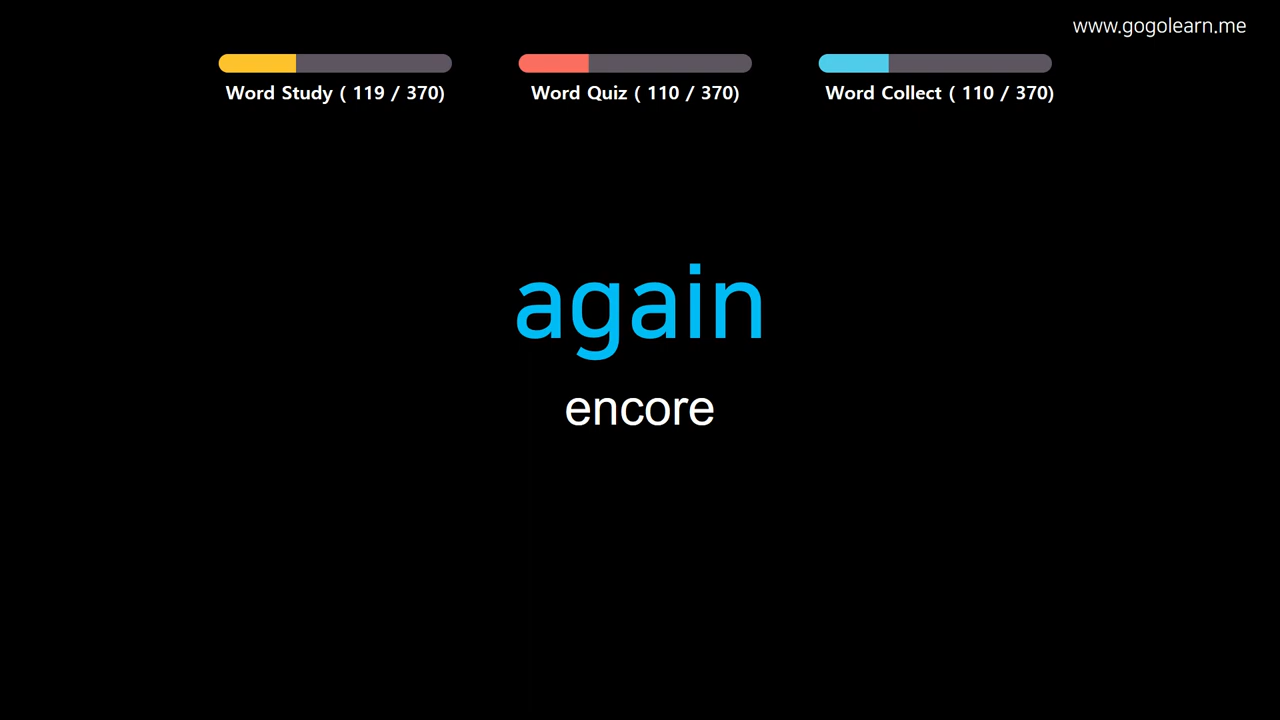 www.gogolearn.me
Word Study ( 119 / 370)
Word Quiz ( 110 / 370)
Word Collect ( 110 / 370)
again
encore